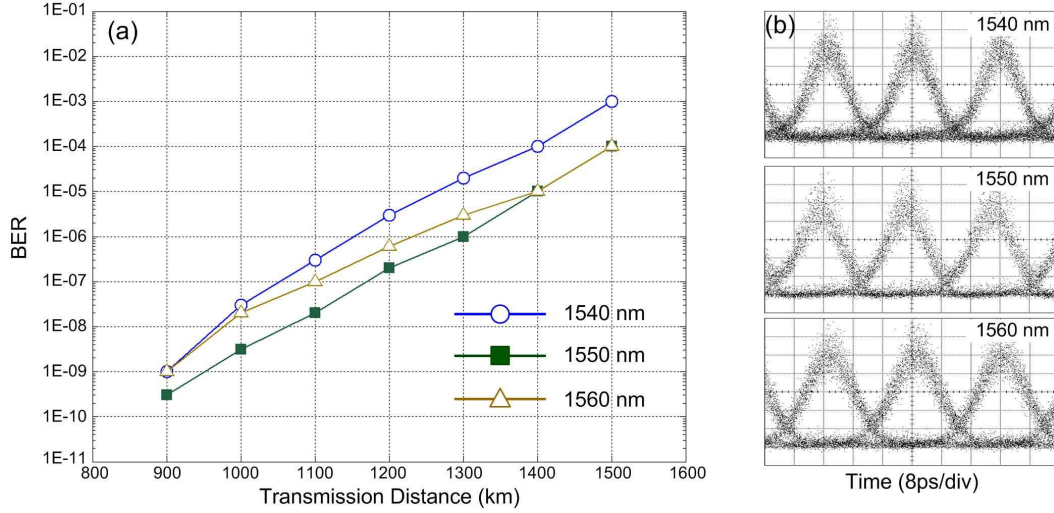 (a)
1E-01
1E-02
1E-03
1E-04
1E-05
1E-06
1E-07
1E-08
1E-09
1E-10
1E-11
BER
800 900 1000 1100 1200 1300 1400 1500 1600
Transmission Distance (km)
1540 nm
1550 nm
1560 nm
(b)
1540 nm
1550 nm
1560 nm
Time (8ps/div)